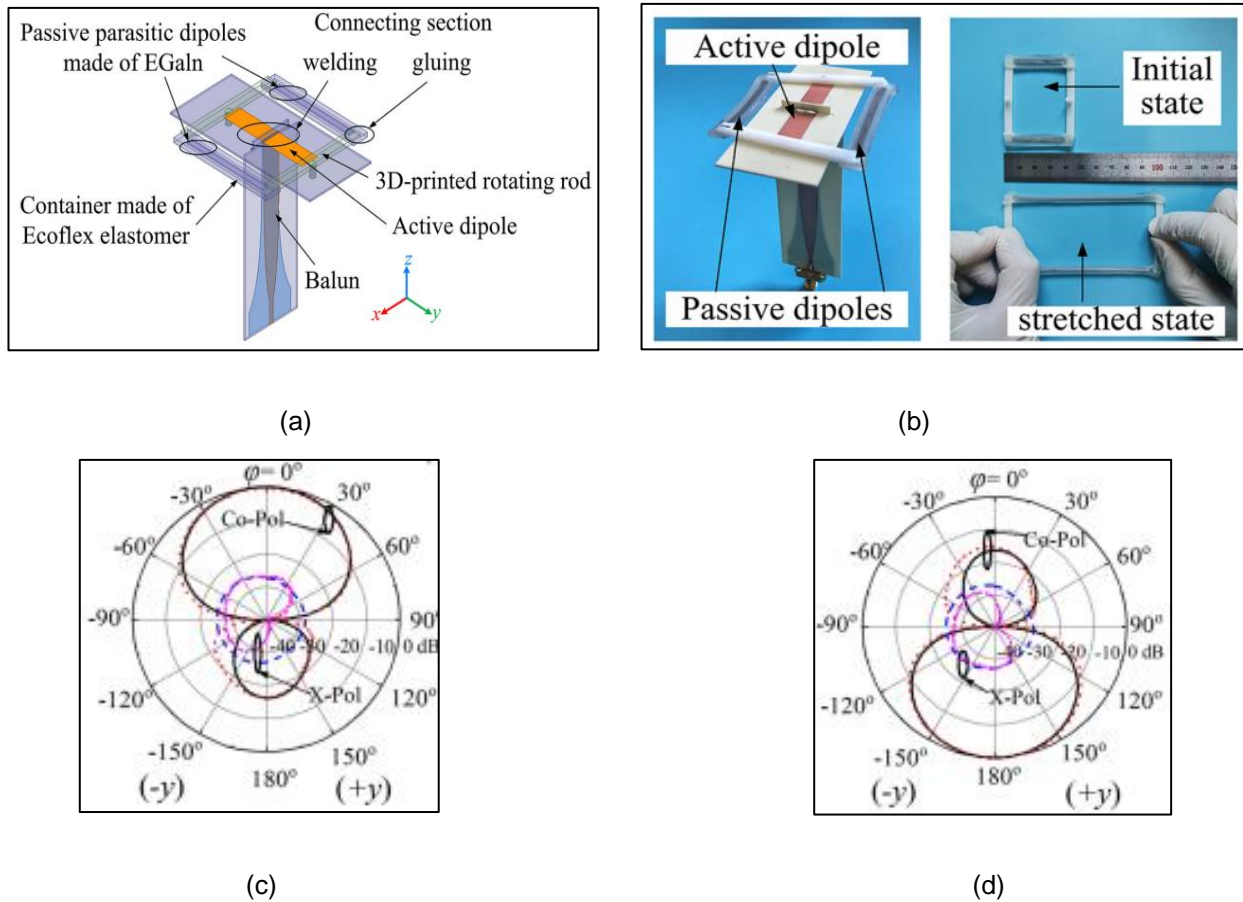 Passive parasitic dipoles
made of EGaln
Connecting section
welding
gluing
3D-printed rotating rod
Container made of
Ecoflex elastomer
Active dipole
Balun
z
x
y
Active dipole
Passive dipoles
Initial
state
stretched state
(a)
(b)
φ= 0°
-30°
30°
Co-Pol
-60°
60°
-90°
90°
-40 -30 -20 -10 0 dB
X-Pol
-120°
120°
-150°
150°
180°
(-y)
(+y)
φ= 0°
-30°
30°
Co-Pol
-60°
60°
-90°
90°
-40 -30 -20 -10 0 dB
X-Pol
-120°
120°
-150°
150°
180°
(-y)
(+y)
(c)
(d)